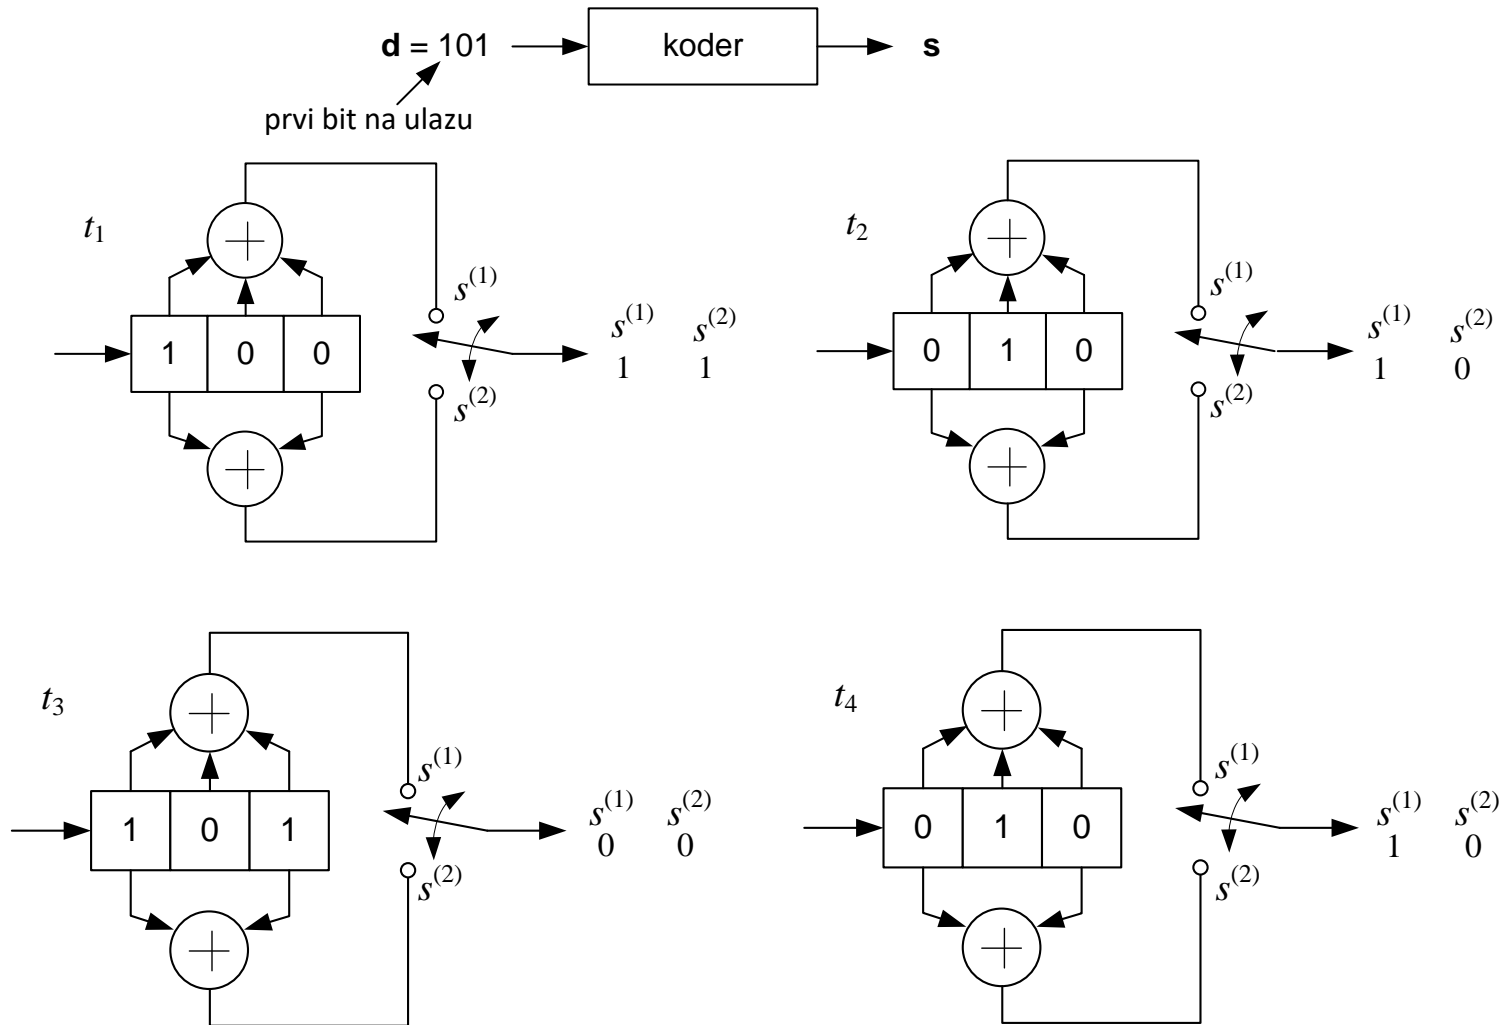 d = 101 koder s
prvi bit na ulazu
t₁
s⁽¹⁾
1 0 0
s⁽²⁾
s⁽¹⁾ s⁽²⁾
1 1
t₂
s⁽¹⁾
0 1 0
s⁽²⁾
s⁽¹⁾ s⁽²⁾
1 0
t₃
s⁽¹⁾
1 0 1
s⁽²⁾
s⁽¹⁾ s⁽²⁾
0 0
t₄
s⁽¹⁾
0 1 0
s⁽²⁾
s⁽¹⁾ s⁽²⁾
1 0